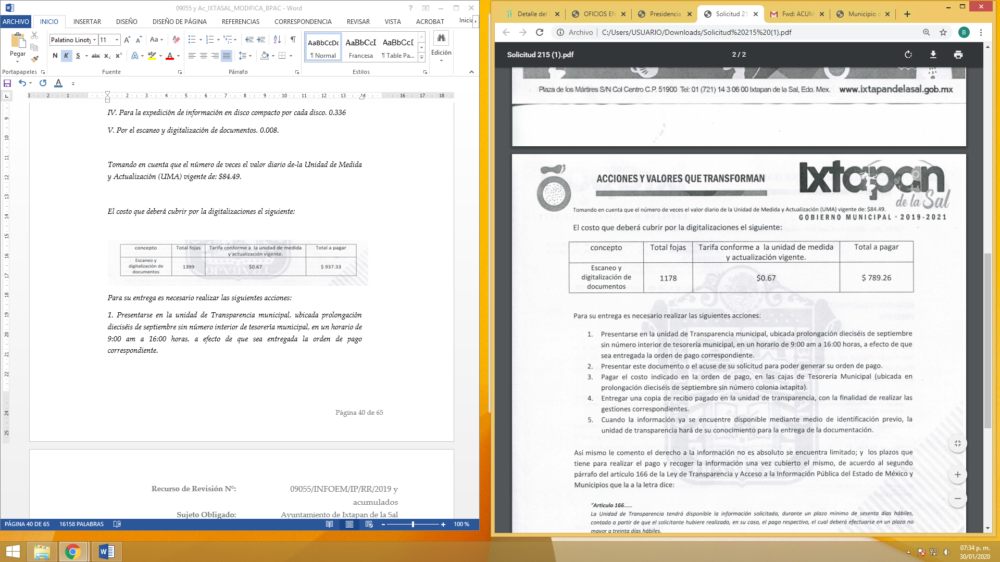 09055 y Ac_IXTASAL_MODIFICA_BPAC - Word
ARCHIVO INICIO INSERTAR DISEÑO DISEÑO DE PÁGINA REFERENCIAS CORRESPONDENCIA REVISAR VISTA ACROBAT Inicia
Palatino Linoty 11
Pegar
N K S abc x₂ x²
AaBbCcDc AaBbCcI AaBbCcI
¶ Normal Francesa ¶ Table Pa...
Edición
Portapapeles Fuente Párrafo Estilos
3 2 1 1 2 3 4 5 6 7 8 9 10 11 12 13 14 16 17 18
IV. Para la expedición de información en disco compacto por cada disco. 0.336
V. Por el escaneo y digitalización de documentos. 0.008.
Tomando en cuenta que el número de veces el valor diario de-la Unidad de Medida
y Actualización (UMA) vigente de: $84.49.
El costo que deberá cubrir por la digitalizaciones el siguiente:
concepto Total fojas Tarifa conforme a la unidad de medida y actualización vigente. Total a pagar
Escaneo y digitalización de documentos 1399 $0.67 $ 937.33
Para su entrega es necesario realizar las siguientes acciones:
1. Presentarse en la unidad de Transparencia municipal, ubicada prolongación
dieciséis de septiembre sin número interior de tesorería municipal, en un horario de
9:00 am a 16:00 horas, a efecto de que sea entregada la orden de pago
correspondiente.
Página 40 de 65
Recurso de Revisión N°: 09055/INFOEM/IP/RR/2019 y
acumulados
Sujeto Obligado: Ayuntamiento de Ixtapan de la Sal
PÁGINA 40 DE 65 16158 PALABRAS 100 %
Detalle del S OFICIOS EN Presidencia Solicitud 21 Fwd: ACUM Municipio d
Archivo C:/Users/USUARIO/Downloads/Solicitud%20215%20(1).pdf B
Solicitud 215 (1).pdf 2 / 2
Plaza de los Mártires S/N Col Centro C.P. 51900 Tel: 01 (721) 14 3 06 00 Ixtapan de la Sal, Edo. Mex. www.ixtapandelasal.gob.mx
ACCIONES Y VALORES QUE TRANSFORMAN
Ixtapan
de la Sal
Tomando en cuenta que el número de veces el valor diario de la Unidad de Medida y Actualización (UMA) vigente de: $84.49.
GOBIERNO MUNICIPAL • 2019-2021
El costo que deberá cubrir por la digitalizaciones el siguiente:
concepto Total fojas Tarifa conforme a la unidad de medida y actualización vigente. Total a pagar
Escaneo y digitalización de documentos 1178 $0.67 $ 789.26
Para su entrega es necesario realizar las siguientes acciones:
1. Presentarse en la unidad de Transparencia municipal, ubicada prolongación dieciséis de septiembre
sin número interior de tesorería municipal, en un horario de 9:00 am a 16:00 horas, a efecto de que
sea entregada la orden de pago correspondiente.
2. Presentar este documento o el acuse de su solicitud para poder generar su orden de pago.
3. Pagar el costo indicado en la orden de pago, en las cajas de Tesorería Municipal (ubicada en
prolongación dieciséis de septiembre sin número colonia ixtapita).
4. Entregar una copia de recibo pagado en la unidad de transparencia, con la finalidad de realizar las
gestiones correspondientes.
5. Cuando la información ya se encuentre disponible mediante medio de identificación previo, la
unidad de transparencia hará de su conocimiento para la entrega de la documentación.
Así mismo le comento el derecho a la información no es absoluto se encuentra limitado; y los plazos que
tiene para realizar el pago y recoger la información una vez cubierto el mismo, de acuerdo al segundo
párrafo del artículo 166 de la Ley de Transparencia y Acceso a la Información Pública del Estado de México y
Municipios que la a la letra dice:
"Articulo 166......
La Unidad de Transparencia tendrá disponible la información solicitada, durante un plazo mínimo de sesenta días hábiles,
contado a partir de que el solicitante hubiere realizado, en su caso, el pago respectivo, el cual deberá efectuarse en un plazo no
mayor a treinta días hábiles.
07:34 p. m.
30/01/2020